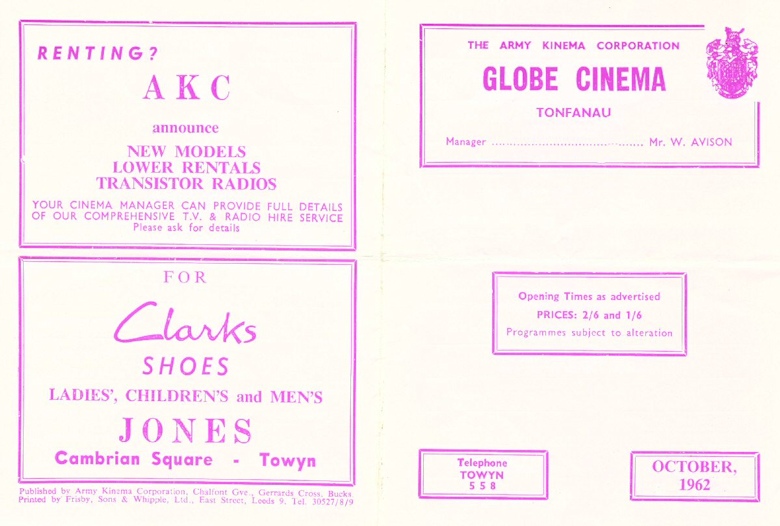 RENTING?
AKC
announce
NEW MODELS
LOWER RENTALS
TRANSISTOR RADIOS
YOUR CINEMA MANAGER CAN PROVIDE FULL DETAILS
OF OUR COMPREHENSIVE T.V. & RADIO HIRE SERVICE
Please ask for details
FOR
Clarks
SHOES
LADIES', CHILDREN'S and MEN'S
JONES
Cambrian Square - Towyn
Published by Army Kinema Corporation, Chalfont Gve., Gerrards Cross, Bucks
Printed by Frisby, Sons & Whipple, Ltd., East Street, Leeds 9. Tel. 30527/8/9
THE ARMY KINEMA CORPORATION
GLOBE CINEMA
TONFANAU
Manager ........................................ Mr. W. AVISON
Opening Times as advertised
PRICES: 2/6 and 1/6
Programmes subject to alteration
Telephone
TOWYN
558
OCTOBER,
1962